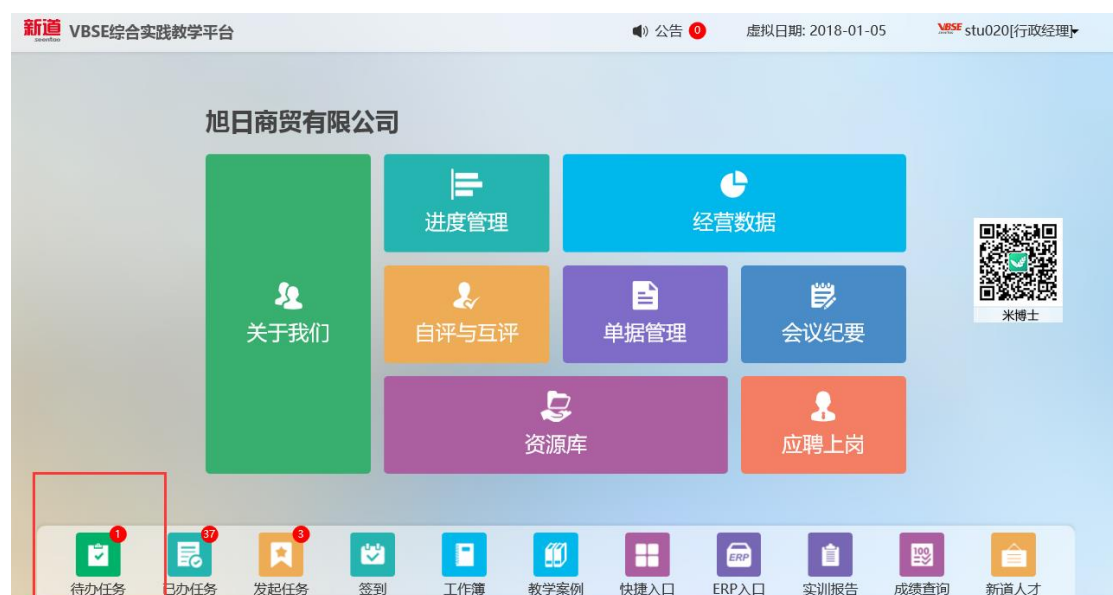 新道 VBSE综合实践教学平台 公告 0 虚拟日期: 2018-01-05 VBSE stu020[行政经理]
seentao
旭日商贸有限公司
进度管理 经营数据
关于我们 自评与互评 单据管理 会议纪要
米博士
资源库 应聘上岗
1 37 3
ERP 100
待办任务 已办任务 发起任务 签到 工作簿 教学案例 快捷入口 ERP入口 实训报告 成绩查询 新道人才